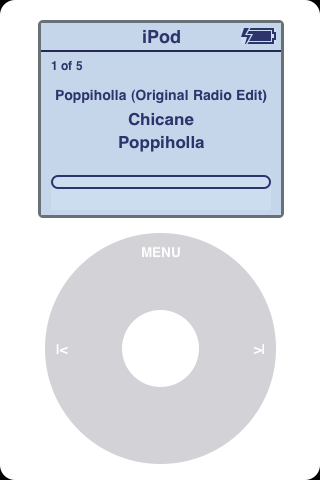 iPod
1 of 5
Poppiholla (Original Radio Edit)
Chicane
Poppiholla
MENU
|< >|